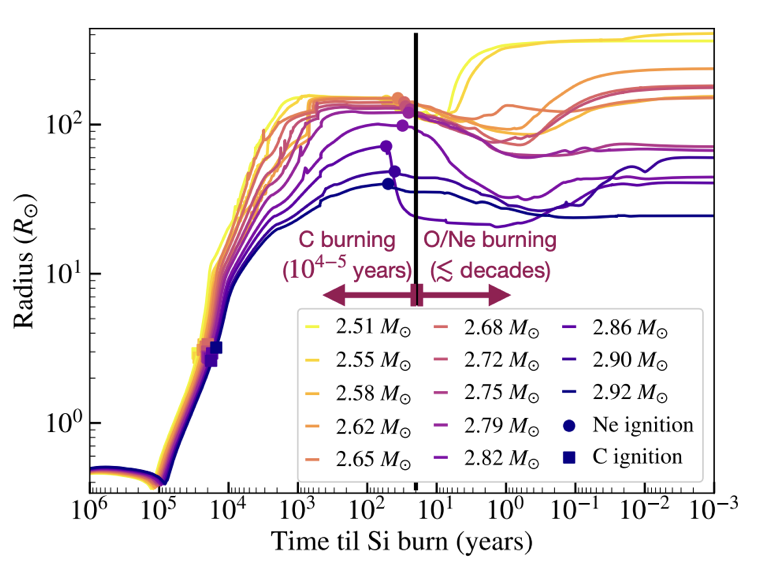 10²
10¹
10⁰
Radius (R☉)
C burning
(10⁴⁻⁵ years)
O/Ne burning
(≲ decades)
2.51 M☉
2.55 M☉
2.58 M☉
2.62 M☉
2.65 M☉
2.68 M☉
2.72 M☉
2.75 M☉
2.79 M☉
2.82 M☉
2.86 M☉
2.90 M☉
2.92 M☉
Ne ignition
C ignition
10⁶ 10⁵ 10⁴ 10³ 10² 10¹ 10⁰ 10⁻¹ 10⁻² 10⁻³
Time til Si burn (years)